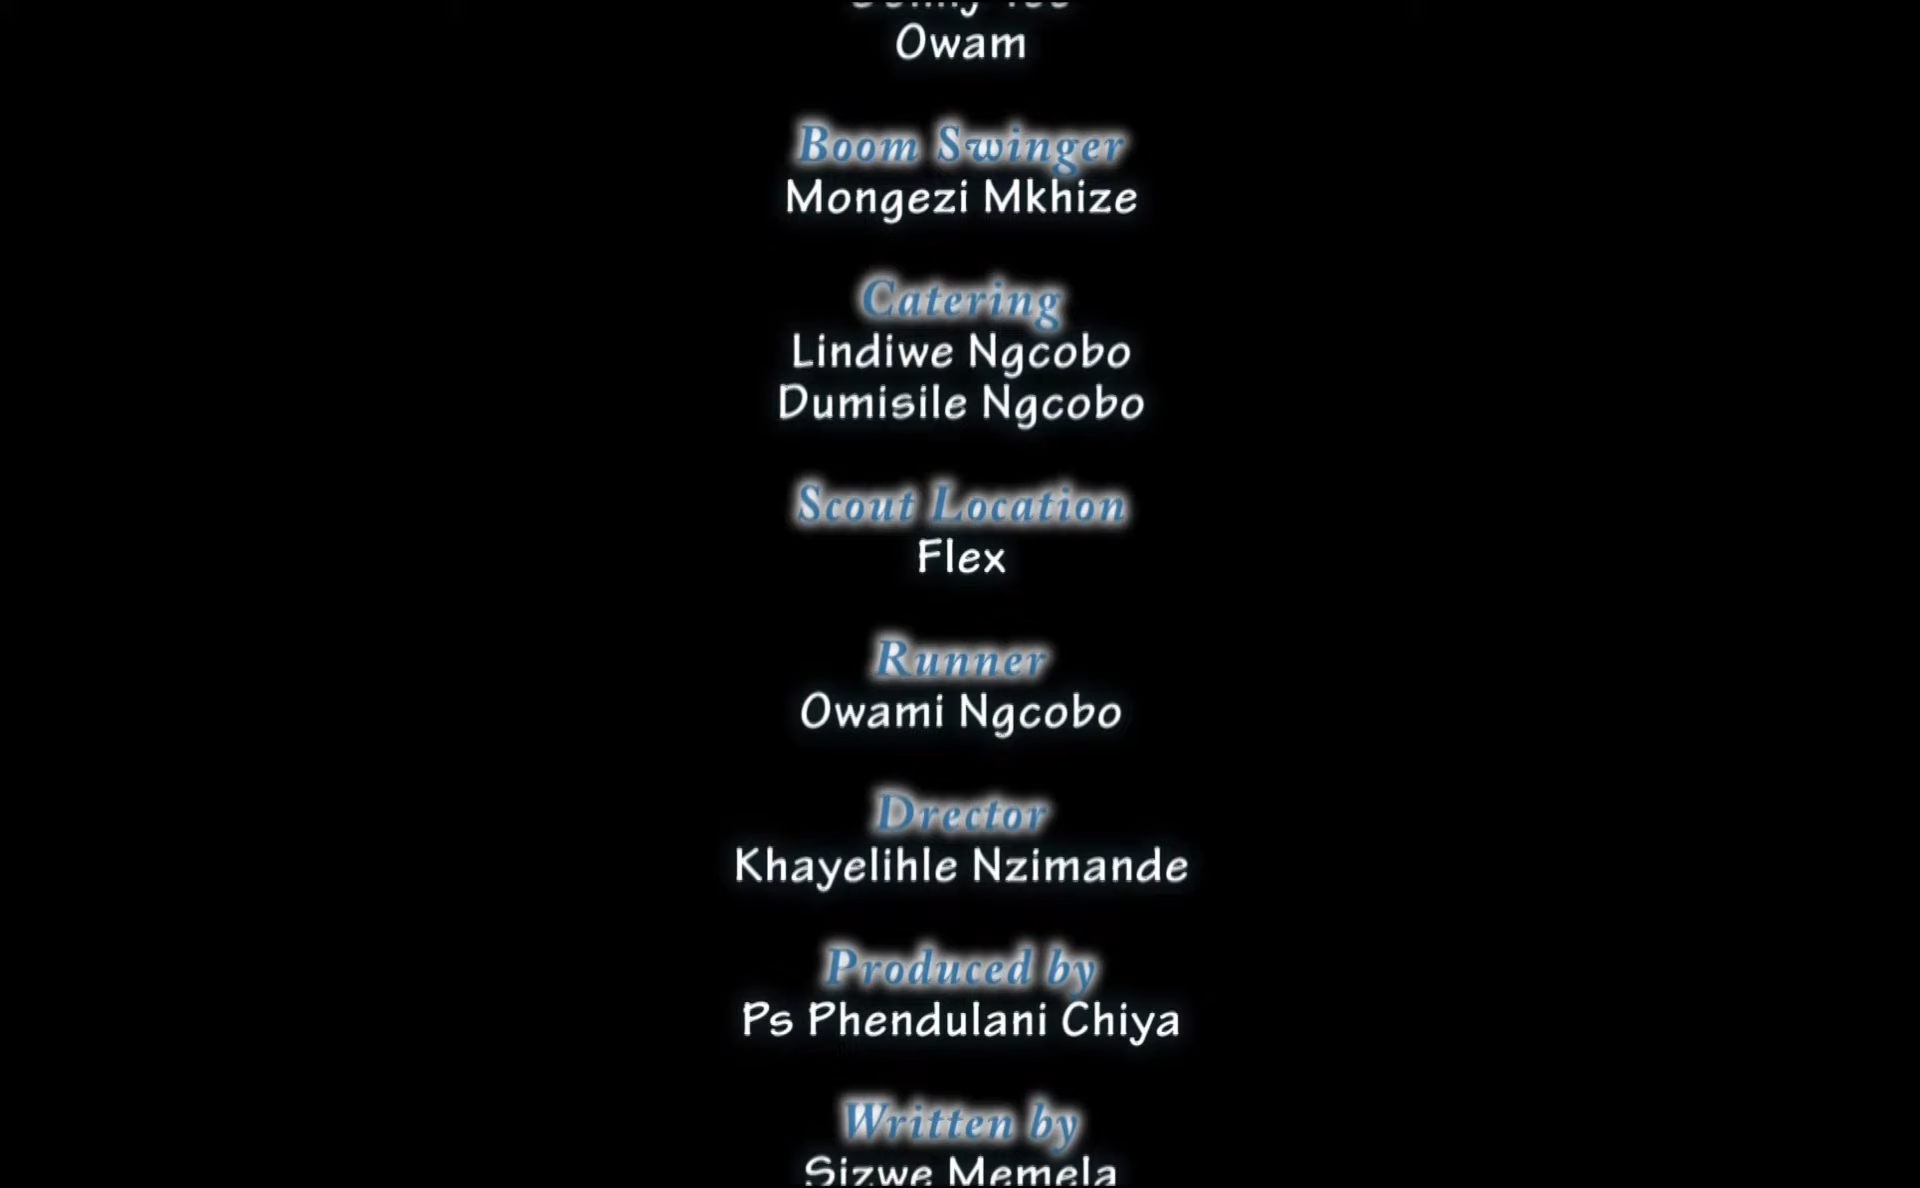 Owam
Boom Swinger
Mongezi Mkhize
Catering
Lindiwe Ngcobo
Dumisile Ngcobo
Scout Location
Flex
Runner
Owami Ngcobo
Drector
Khayelihle Nzimande
Produced by
Ps Phendulani Chiya
Written by
Sizwe Memela